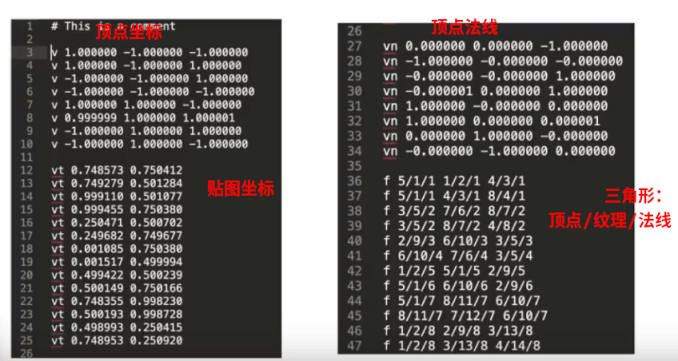 1 # This is a comment
顶点坐标
2
3 v 1.000000 -1.000000 -1.000000
4 v 1.000000 -1.000000 1.000000
5 v -1.000000 -1.000000 1.000000
6 v -1.000000 -1.000000 -1.000000
7 v 1.000000 1.000000 -1.000000
8 v 0.999999 1.000000 1.000001
9 v -1.000000 1.000000 1.000000
10 v -1.000000 1.000000 -1.000000
11
12 vt 0.748573 0.750412
13 vt 0.749279 0.501284
14 vt 0.999110 0.501077
贴图坐标
15 vt 0.999455 0.750380
16 vt 0.250471 0.500702
17 vt 0.249682 0.749677
18 vt 0.001085 0.750380
19 vt 0.001517 0.499994
20 vt 0.499422 0.500239
21 vt 0.500149 0.750166
22 vt 0.748355 0.998230
23 vt 0.500193 0.998728
24 vt 0.498993 0.250415
25 vt 0.748953 0.250920
26
顶点法线
26
27 vn 0.000000 0.000000 -1.000000
28 vn -1.000000 -0.000000 -0.000000
29 vn -0.000000 -0.000000 1.000000
30 vn -0.000001 0.000000 1.000000
31 vn 1.000000 -0.000000 0.000000
32 vn 1.000000 0.000000 0.000001
33 vn 0.000000 1.000000 -0.000000
34 vn -0.000000 -1.000000 0.000000
35
36 f 5/1/1 1/2/1 4/3/1
37 f 5/1/1 4/3/1 8/4/1
三角形：
38 f 3/5/2 7/6/2 8/7/2
顶点/纹理/法线
39 f 3/5/2 8/7/2 4/8/2
40 f 2/9/3 6/10/3 3/5/3
41 f 6/10/4 7/6/4 3/5/4
42 f 1/2/5 5/1/5 2/9/5
43 f 5/1/6 6/10/6 2/9/6
44 f 5/1/7 8/11/7 6/10/7
45 f 8/11/7 7/12/7 6/10/7
46 f 1/2/8 2/9/8 3/13/8
47 f 1/2/8 3/13/8 4/14/8